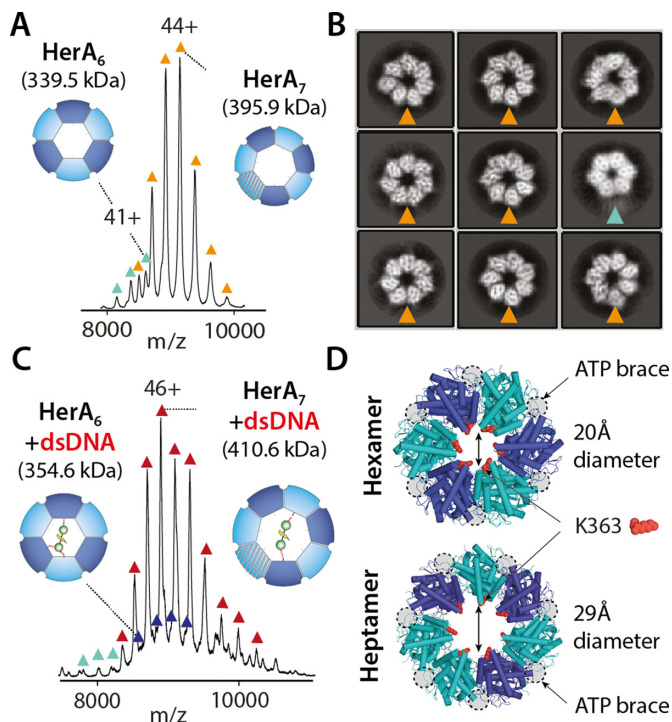 A
44+
HerA6
(339.5 kDa)
HerA7
(395.9 kDa)
41+
8000
10000
m/z
B
C
46+
HerA6
+dsDNA
(354.6 kDa)
HerA7
+dsDNA
(410.6 kDa)
8000
10000
m/z
D
Hexamer
ATP brace
20Å
diameter
K363
Heptamer
29Å
diameter
ATP brace